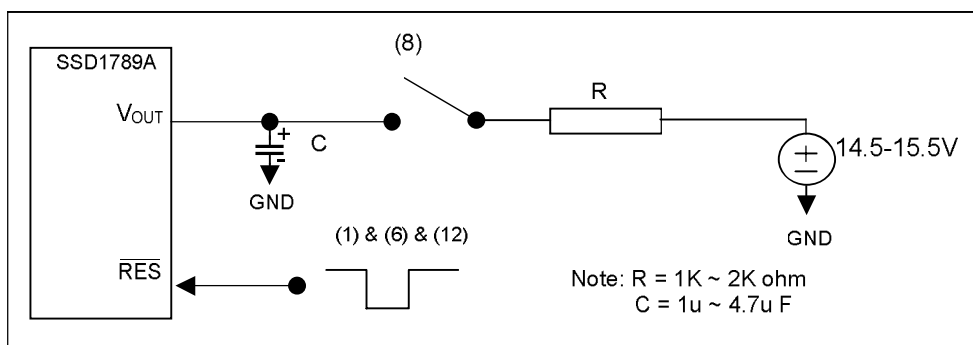 SSD1789A
(8)
R
VOUT
+
-
C
+
-
14.5-15.5V
GND
GND
(1) & (6) & (12)
RES
Note: R = 1K ~ 2K ohm
C = 1u ~ 4.7u F